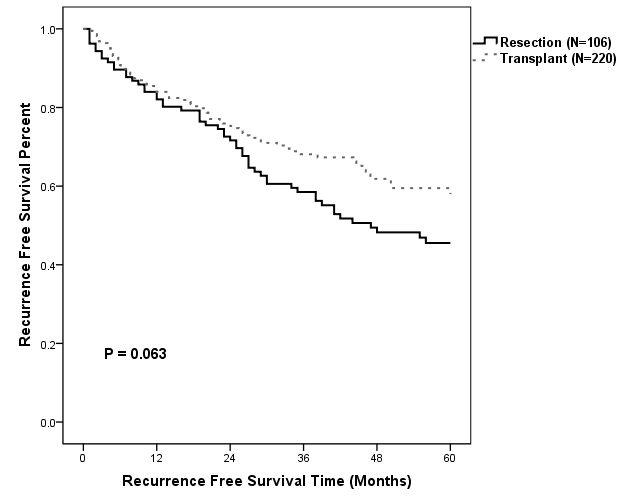 Recurrence Free Survival Percent
1.0
0.8
0.6
0.4
0.2
0.0
P = 0.063
0 12 24 36 48 60
Recurrence Free Survival Time (Months)
Resection (N=106)
Transplant (N=220)